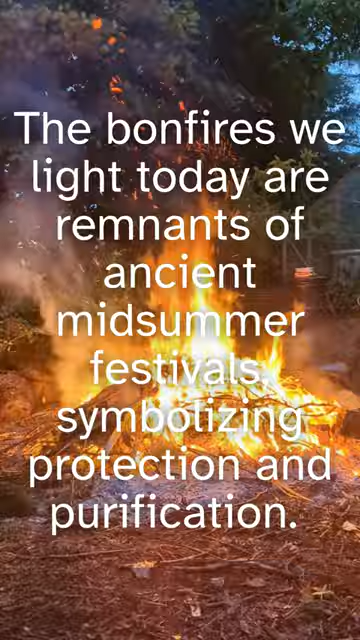 The bonfires we
light today are
remnants of
ancient
midsummer
festivals,
symbolizing
protection and
purification.